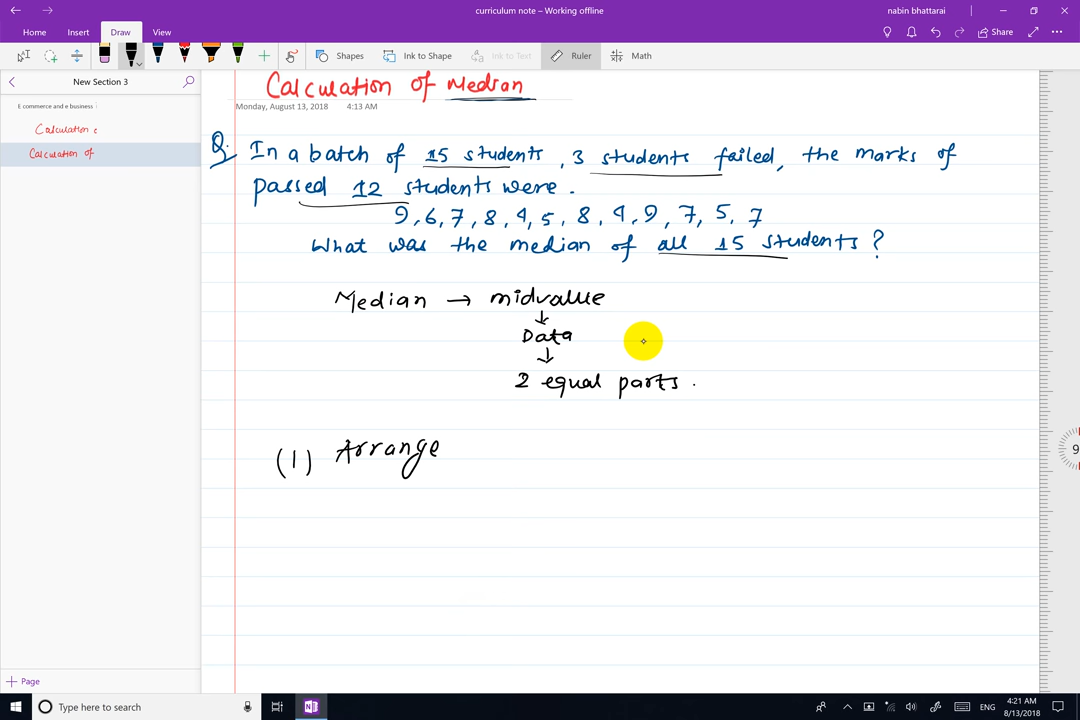 curriculum note – Working offline
nabin bhattarai
Home Insert Draw View
Share
Shapes Ink to Shape Ink to Text Ruler Math
New Section 3
E commerce and e business
Calculation c
Calculation of
Calculation of Median
Monday, August 13, 2018 4:13 AM
Q. In a batch of 15 students, 3 students failed, the marks of
passed 12 students were.
9, 6, 7, 8, 4, 5, 8, 4, 9, 7, 5, 7
What was the median of all 15 students?
Median → midvalue
↓
Data
↓
2 equal parts.
(1) Arrange
9
+ Page
Type here to search
ENG
4:21 AM
8/13/2018